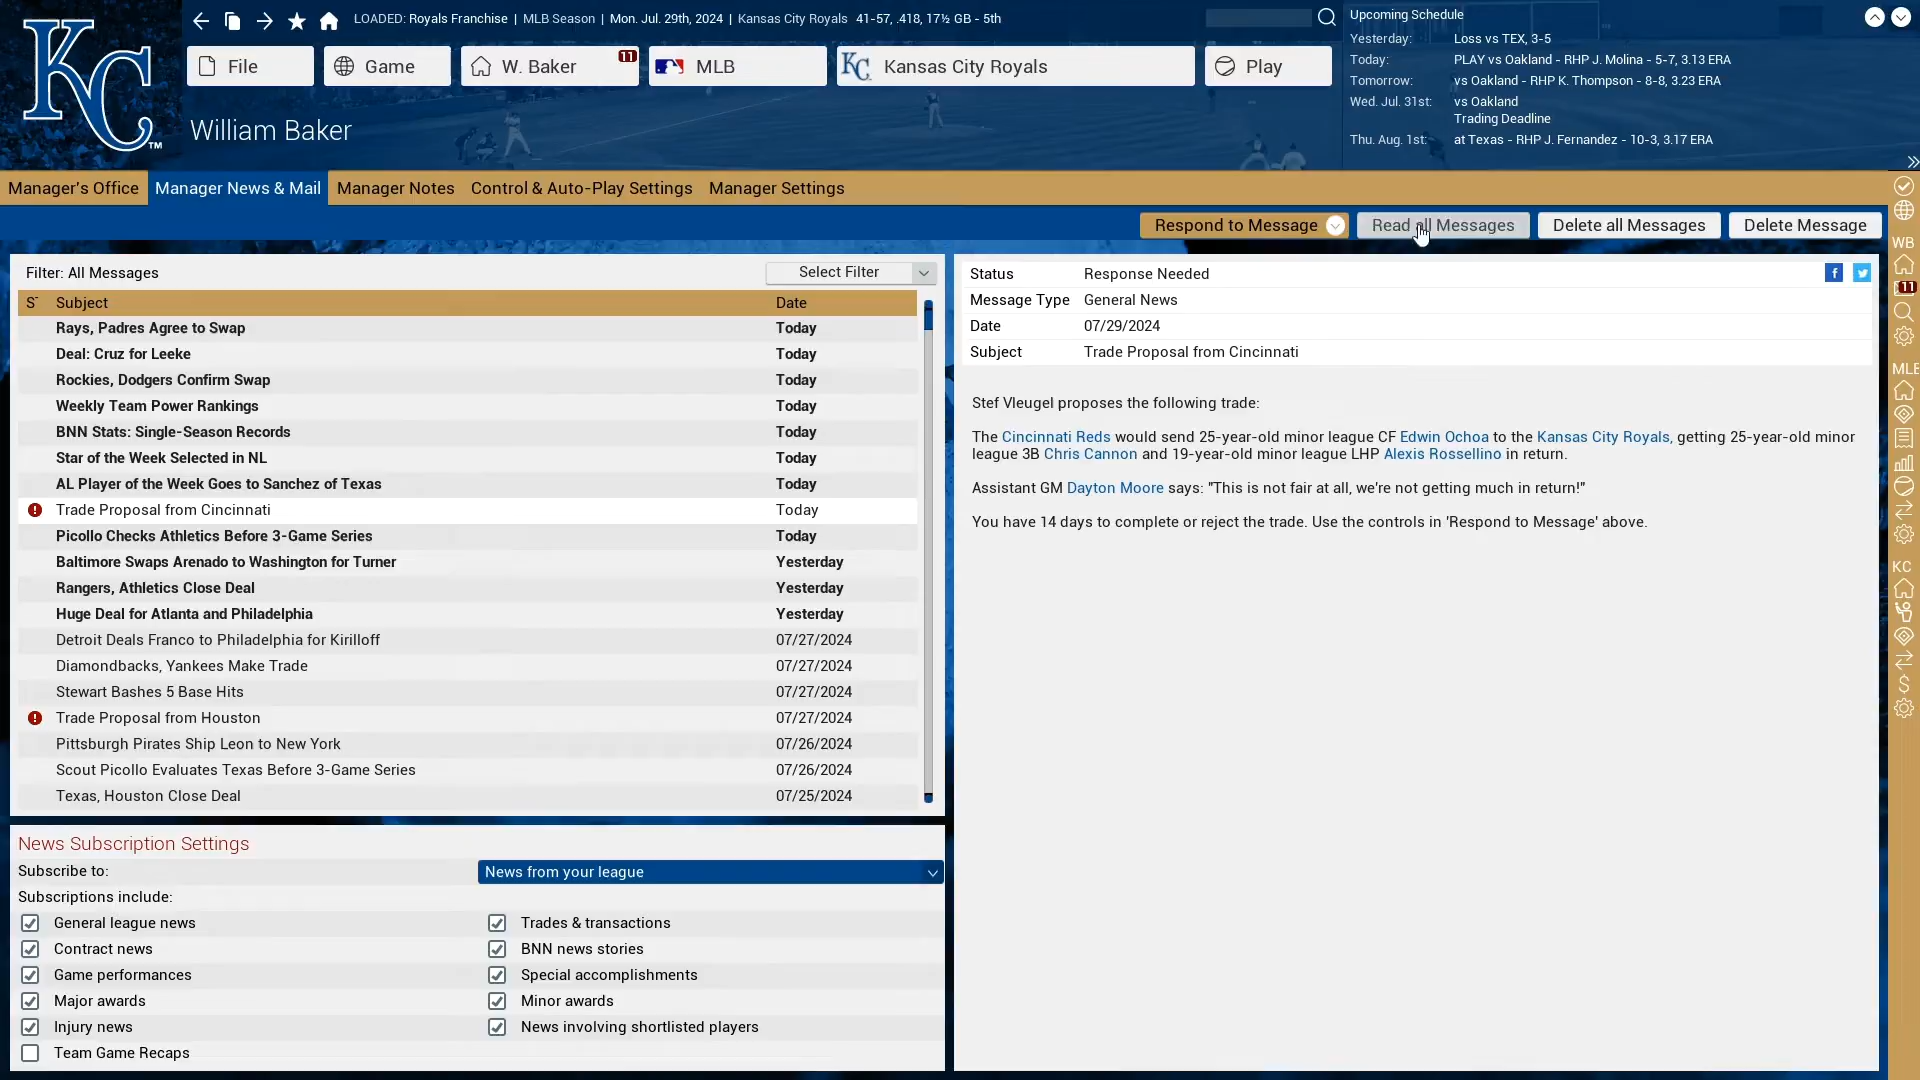 KC
TM
LOADED: Royals Franchise | MLB Season | Mon. Jul. 29th, 2024 | Kansas City Royals 41-57, .418, 17½ GB - 5th
File
Game
W. Baker
11
MLB
KC
Kansas City Royals
Play
William Baker
Upcoming Schedule
Yesterday: Loss vs TEX, 3-5
Today: PLAY vs Oakland - RHP J. Molina - 5-7, 3.13 ERA
Tomorrow: vs Oakland - RHP K. Thompson - 8-8, 3.23 ERA
Wed. Jul. 31st: vs Oakland
Trading Deadline
Thu. Aug. 1st: at Texas - RHP J. Fernandez - 10-3, 3.17 ERA
Manager's Office Manager News & Mail Manager Notes Control & Auto-Play Settings Manager Settings
Respond to Message Read all Messages Delete all Messages Delete Message
Filter: All Messages Select Filter
Subject Date
Rays, Padres Agree to Swap Today
Deal: Cruz for Leeke Today
Rockies, Dodgers Confirm Swap Today
Weekly Team Power Rankings Today
BNN Stats: Single-Season Records Today
Star of the Week Selected in NL Today
AL Player of the Week Goes to Sanchez of Texas Today
Trade Proposal from Cincinnati Today
Picollo Checks Athletics Before 3-Game Series Today
Baltimore Swaps Arenado to Washington for Turner Yesterday
Rangers, Athletics Close Deal Yesterday
Huge Deal for Atlanta and Philadelphia Yesterday
Detroit Deals Franco to Philadelphia for Kirilloff 07/27/2024
Diamondbacks, Yankees Make Trade 07/27/2024
Stewart Bashes 5 Base Hits 07/27/2024
Trade Proposal from Houston 07/27/2024
Pittsburgh Pirates Ship Leon to New York 07/26/2024
Scout Picollo Evaluates Texas Before 3-Game Series 07/26/2024
Texas, Houston Close Deal 07/25/2024
News Subscription Settings
Subscribe to: News from your league
Subscriptions include:
General league news Trades & transactions
Contract news BNN news stories
Game performances Special accomplishments
Major awards Minor awards
Injury news News involving shortlisted players
Team Game Recaps
Status Response Needed
Message Type General News
Date 07/29/2024
Subject Trade Proposal from Cincinnati
Stef Vleugel proposes the following trade:
The Cincinnati Reds would send 25-year-old minor league CF Edwin Ochoa to the Kansas City Royals, getting 25-year-old minor
league 3B Chris Cannon and 19-year-old minor league LHP Alexis Rossellino in return.
Assistant GM Dayton Moore says: "This is not fair at all, we're not getting much in return!"
You have 14 days to complete or reject the trade. Use the controls in 'Respond to Message' above.
WB
11
MLB
KC